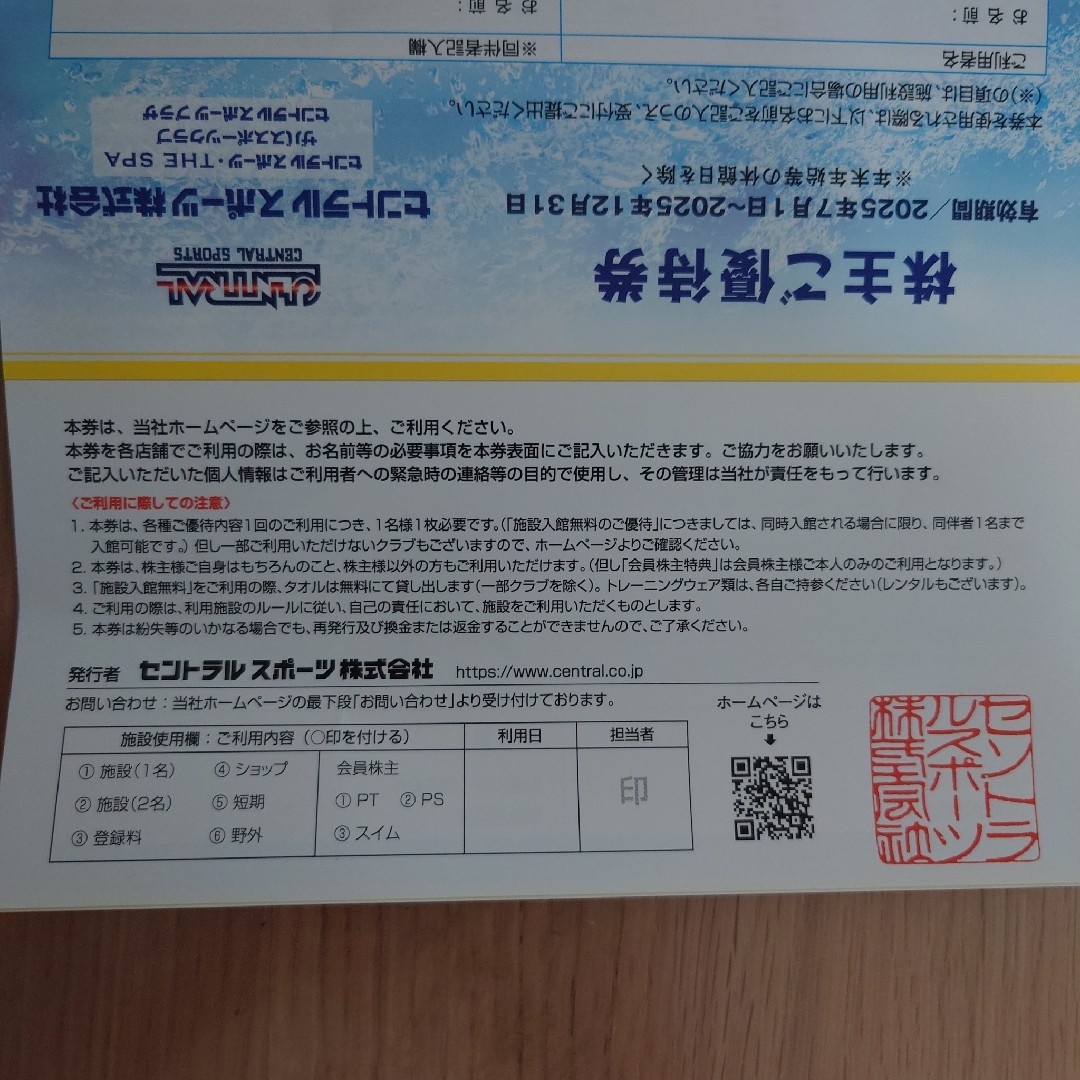 株主ご優待券
有効期間／2025年7月1日~2025年12月31日
※年末年始等の休館日を除く
本券を使用される際は、以下にお名前をご記入のうえ、受付にご提出ください。
（※）の項目は、施設利用の場合にご記入ください。
ご利用者名
※同伴者記入欄
お名前：
お名前：
CENTRAL
CENTRAL SPORTS
セントラルスポーツ株式会社
セントラルスポーツ・THE SPA
ザバススポーツクラブ
セントラルスポーツプラザ
本券は、当社ホームページをご参照の上、ご利用ください。
本券を各店舗でご利用の際は、お名前等の必要事項を本券表面にご記入いただきます。ご協力をお願いいたします。
ご記入いただいた個人情報はご利用者への緊急時の連絡等の目的で使用し、その管理は当社が責任をもって行います。
〈ご利用に際しての注意〉
1. 本券は、各種ご優待内容1回のご利用につき、1名様1枚必要です。（「施設入館無料のご優待」につきましては、同時入館される場合に限り、同伴者1名まで
入館可能です。）但し一部ご利用いただけないクラブもございますので、ホームページよりご確認ください。
2. 本券は、株主様ご自身はもちろんのこと、株主様以外の方もご利用いただけます。（但し「会員株主特典」は会員株主様ご本人のみのご利用となります。）
3. 「施設入館無料」をご利用の際、タオルは無料にて貸し出します（一部クラブを除く）。トレーニングウェア類は、各自ご持参ください（レンタルもございます）。
4. ご利用の際は、利用施設のルールに従い、自己の責任において、施設をご利用いただくものとします。
5. 本券は紛失等のいかなる場合でも、再発行及び換金または返金することができませんので、ご了承ください。
発行者 セントラルスポーツ株式会社 https://www.central.co.jp
お問い合わせ：当社ホームページの最下段「お問い合わせ」より受け付けております。
施設使用欄：ご利用内容（○印を付ける） 利用日 担当者
① 施設（1名） ④ ショップ 会員株主
② 施設（2名） ⑤ 短期 ① PT ② PS 印
③ 登録料 ⑥ 野外 ③ スイム
ホームページは
こちら
セントラ
ルスポーツ
株式会社